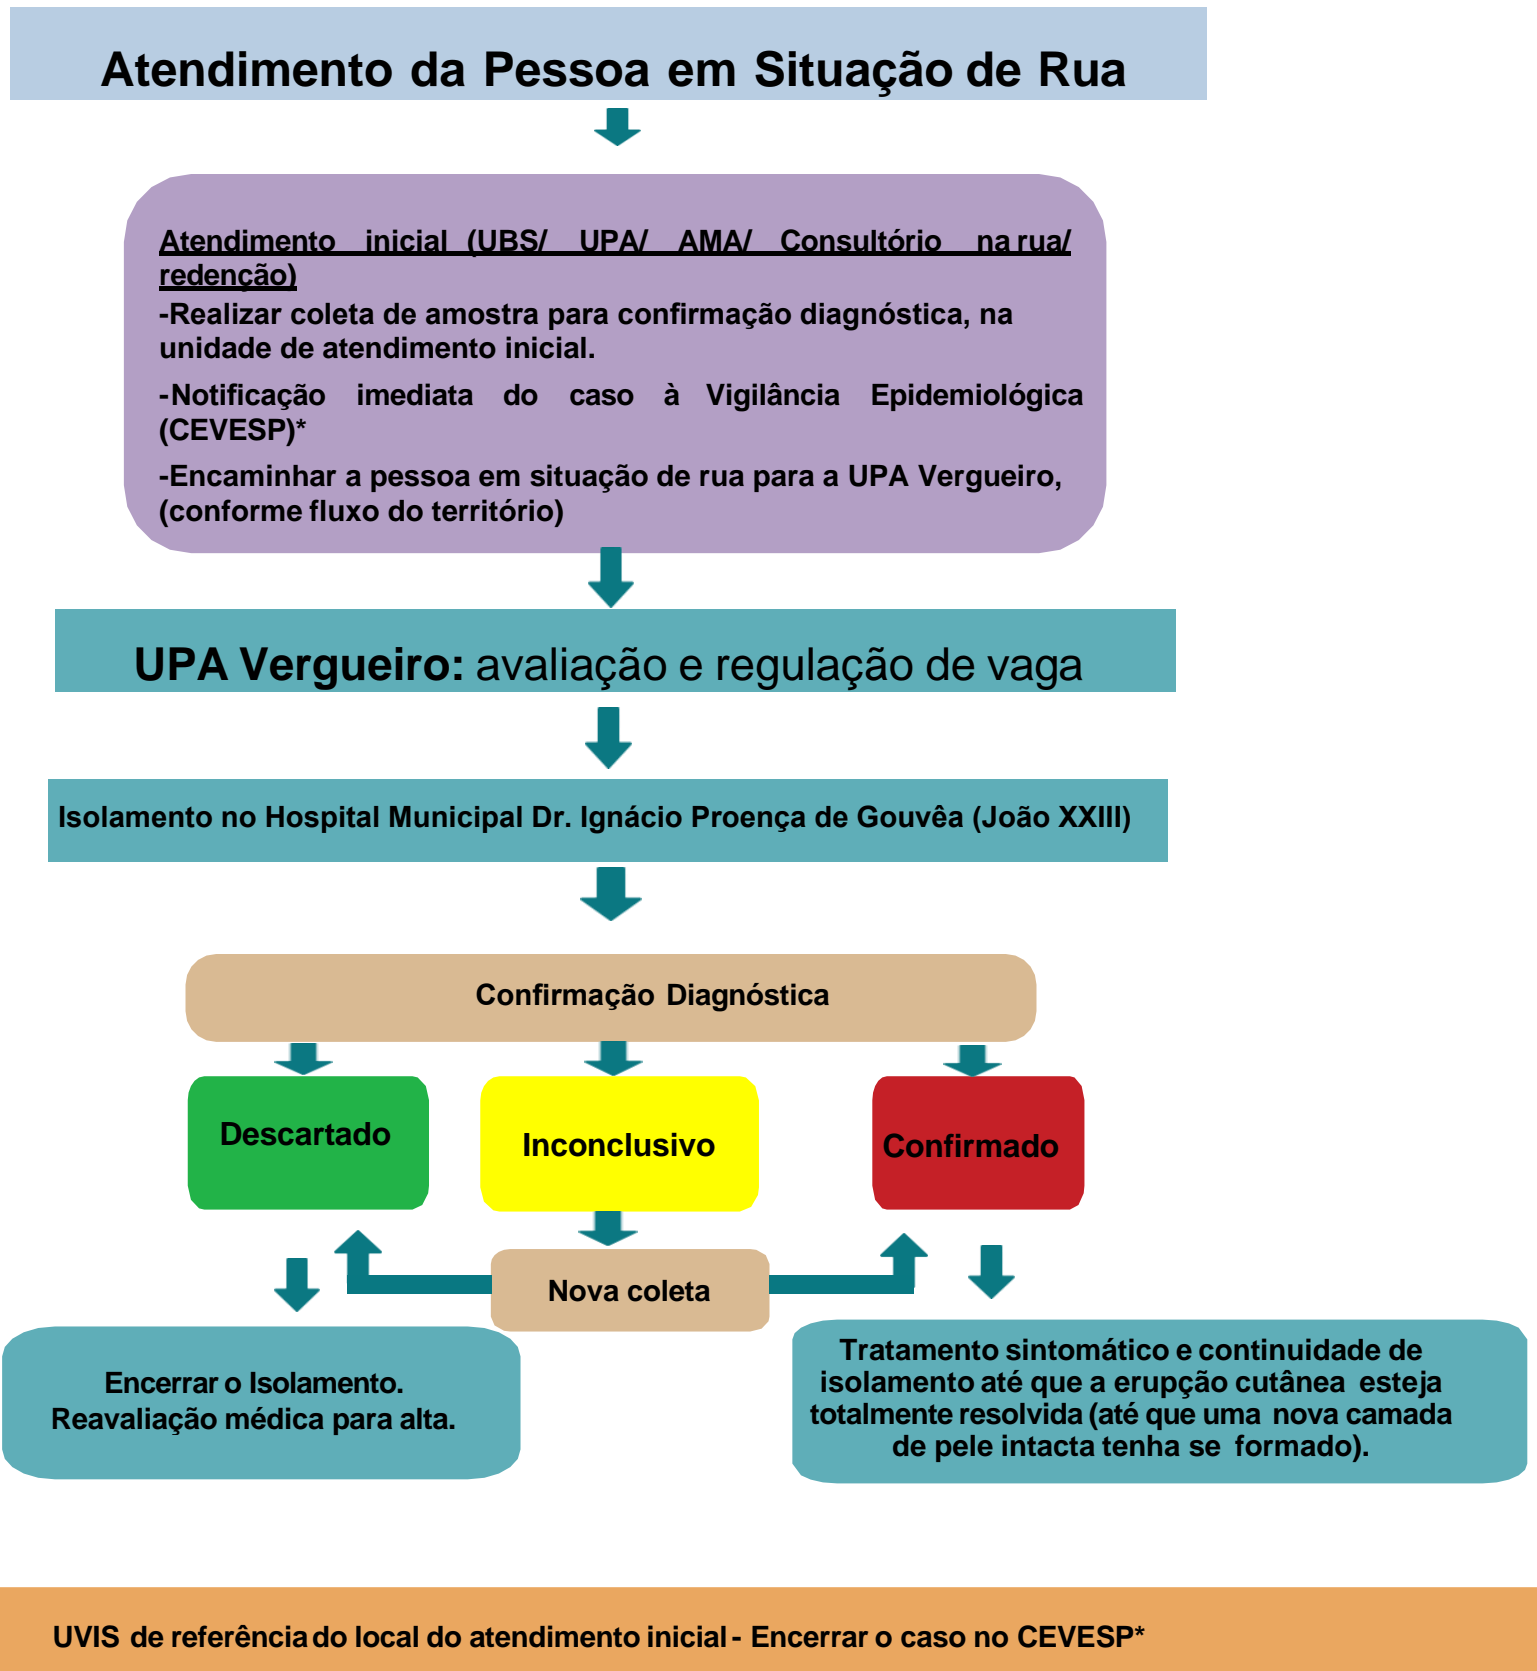 Atendimento da Pessoa em Situação de Rua
Atendimento inicial (UBS/ UPA/ AMA/ Consultório na rua/
redenção)
-Realizar coleta de amostra para confirmação diagnóstica, na
unidade de atendimento inicial.
-Notificação imediata do caso à Vigilância Epidemiológica
(CEVESP)*
-Encaminhar a pessoa em situação de rua para a UPA Vergueiro,
(conforme fluxo do território)
UPA Vergueiro: avaliação e regulação de vaga
Isolamento no Hospital Municipal Dr. Ignácio Proença de Gouvêa (João XXIII)
Confirmação Diagnóstica
Descartado
Inconclusivo
Confirmado
Nova coleta
Encerrar o Isolamento.
Reavaliação médica para alta.
Tratamento sintomático e continuidade de
isolamento até que a erupção cutânea esteja
totalmente resolvida (até que uma nova camada
de pele intacta tenha se formado).
UVIS de referência do local do atendimento inicial - Encerrar o caso no CEVESP*